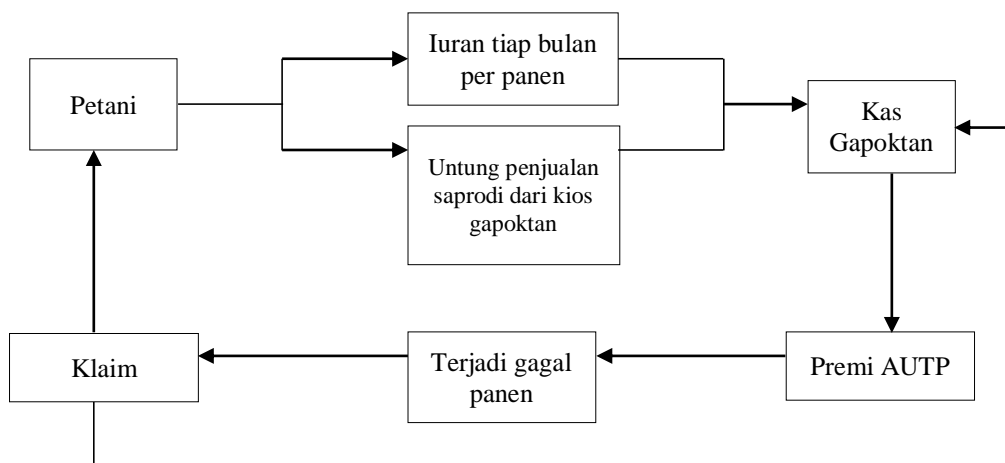 Iuran tiap bulan
per panen
Petani
Kas
Gapoktan
Untung penjualan
saprodi dari kios
gapoktan
Klaim
Terjadi gagal
panen
Premi AUTP